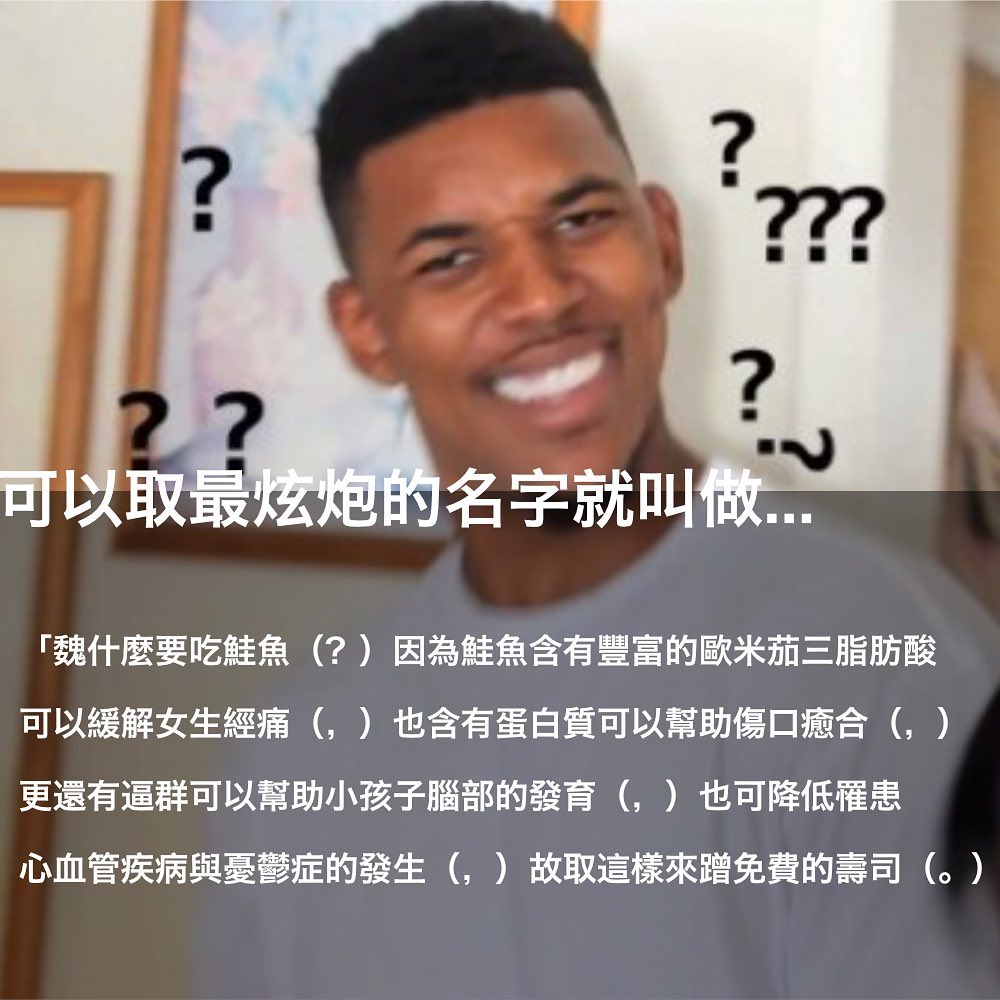 ?
?
???
?
? ?
?
可以取最炫炮的名字就叫做...
「魏什麼要吃鮭魚（？）因為鮭魚含有豐富的歐米茄三脂肪酸
可以緩解女生經痛（，）也含有蛋白質可以幫助傷口癒合（，）
更還有逼群可以幫助小孩子腦部的發育（，）也可降低罹患
心血管疾病與憂鬱症的發生（，）故取這樣來蹭免費的壽司（。）